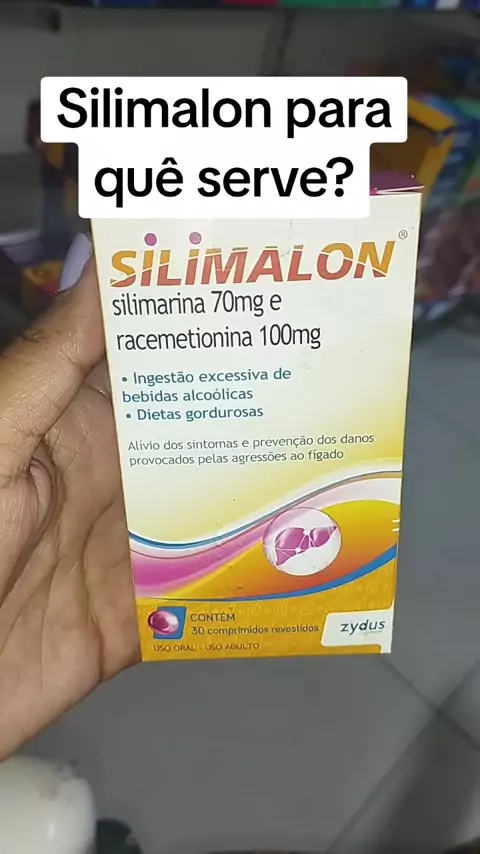 Silimalon para
quê serve?
SILIMALON®
silimarina 70mg e
racemetionina 100mg
• Ingestão excessiva de
bebidas alcoólicas
• Dietas gordurosas
Alívio dos sintomas e prevenção dos danos
provocados pelas agressões ao fígado
CONTÉM
30 comprimidos revestidos
zydus
USO ORAL - USO ADULTO